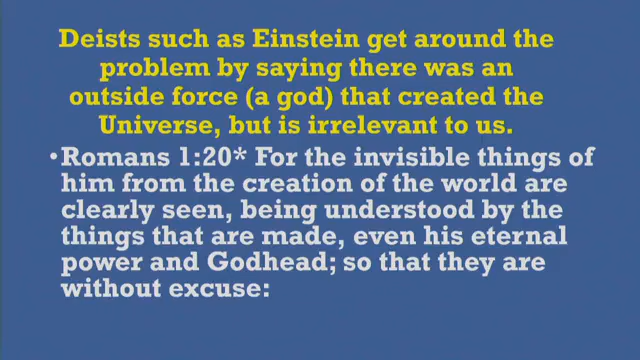 Deists such as Einstein get around the
problem by saying there was an
outside force (a god) that created the
Universe, but is irrelevant to us.
•Romans 1:20* For the invisible things of
him from the creation of the world are
clearly seen, being understood by the
things that are made, even his eternal
power and Godhead; so that they are
without excuse: